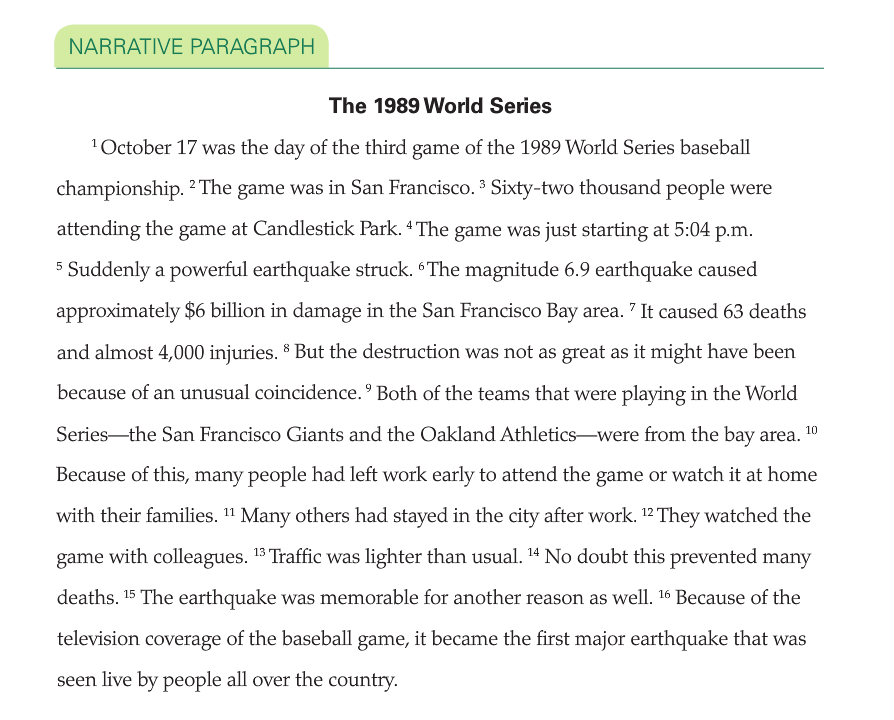 NARRATIVE PARAGRAPH
The 1989 World Series
¹ October 17 was the day of the third game of the 1989 World Series baseball
championship. ² The game was in San Francisco. ³ Sixty-two thousand people were
attending the game at Candlestick Park. ⁴ The game was just starting at 5:04 p.m.
⁵ Suddenly a powerful earthquake struck. ⁶ The magnitude 6.9 earthquake caused
approximately $6 billion in damage in the San Francisco Bay area. ⁷ It caused 63 deaths
and almost 4,000 injuries. ⁸ But the destruction was not as great as it might have been
because of an unusual coincidence. ⁹ Both of the teams that were playing in the World
Series—the San Francisco Giants and the Oakland Athletics—were from the bay area. ¹⁰
Because of this, many people had left work early to attend the game or watch it at home
with their families. ¹¹ Many others had stayed in the city after work. ¹² They watched the
game with colleagues. ¹³ Traffic was lighter than usual. ¹⁴ No doubt this prevented many
deaths. ¹⁵ The earthquake was memorable for another reason as well. ¹⁶ Because of the
television coverage of the baseball game, it became the first major earthquake that was
seen live by people all over the country.